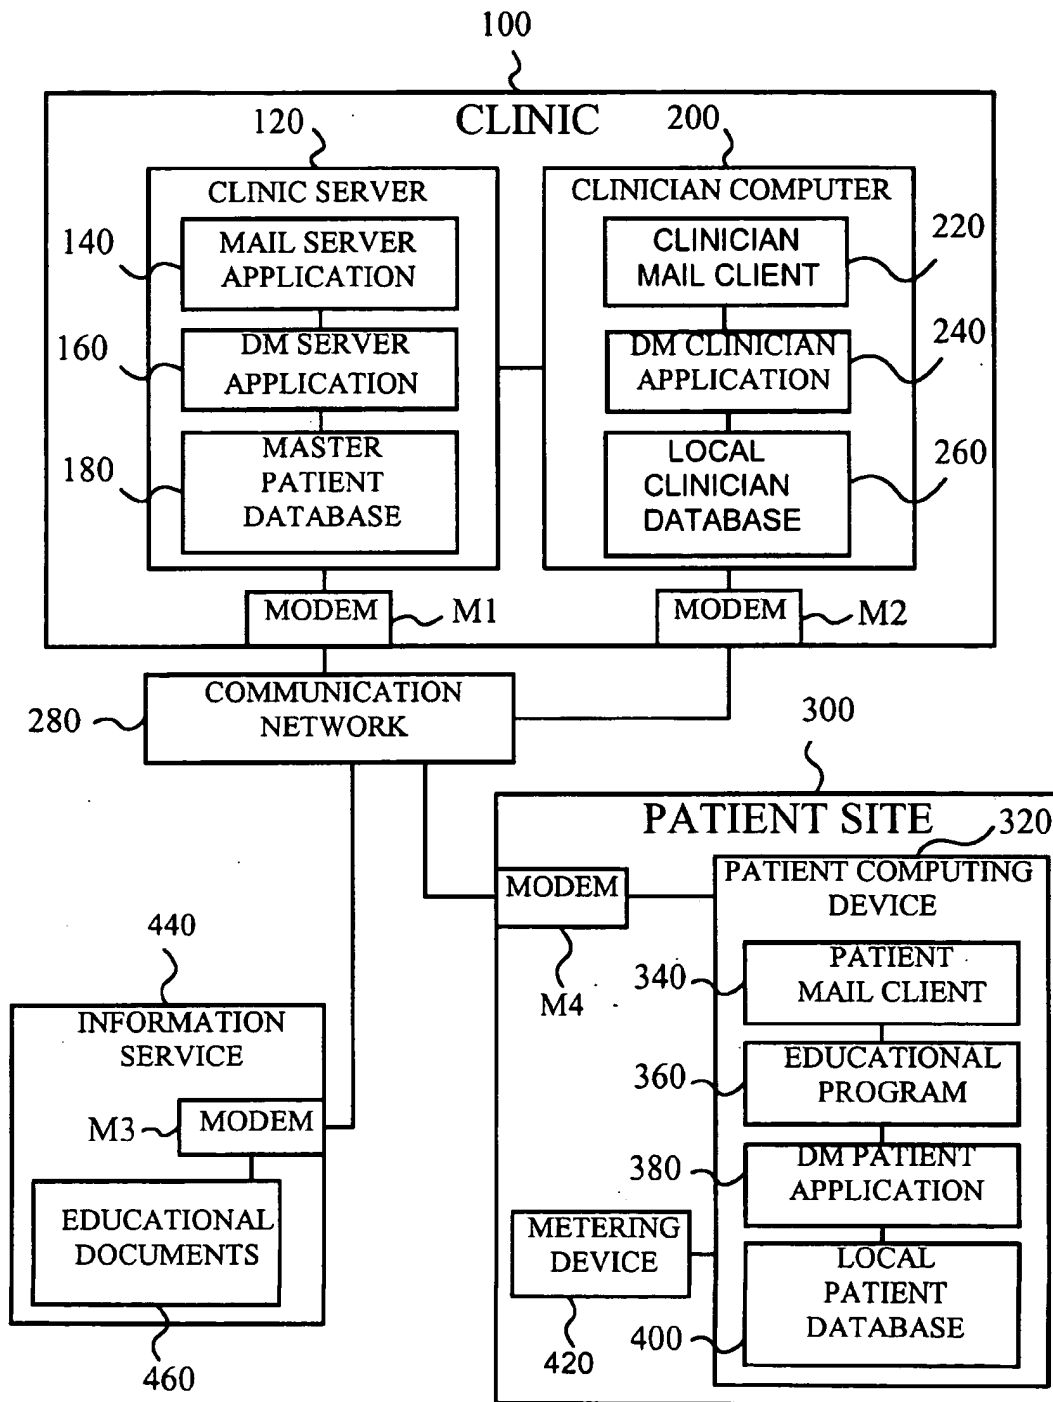 100
CLINIC
120
200
CLINIC SERVER
CLINICIAN COMPUTER
140
MAIL SERVER
APPLICATION
CLINICIAN
MAIL CLIENT
220
160
DM SERVER
APPLICATION
DM CLINICIAN
APPLICATION
240
180
MASTER
PATIENT
DATABASE
LOCAL
CLINICIAN
DATABASE
260
MODEM
M1
MODEM
M2
280
COMMUNICATION
NETWORK
300
PATIENT SITE
320
MODEM
M4
PATIENT COMPUTING
DEVICE
440
INFORMATION
SERVICE
340
PATIENT
MAIL CLIENT
360
EDUCATIONAL
PROGRAM
M3
MODEM
380
DM PATIENT
APPLICATION
EDUCATIONAL
DOCUMENTS
METERING
DEVICE
LOCAL
PATIENT
DATABASE
400
420
460